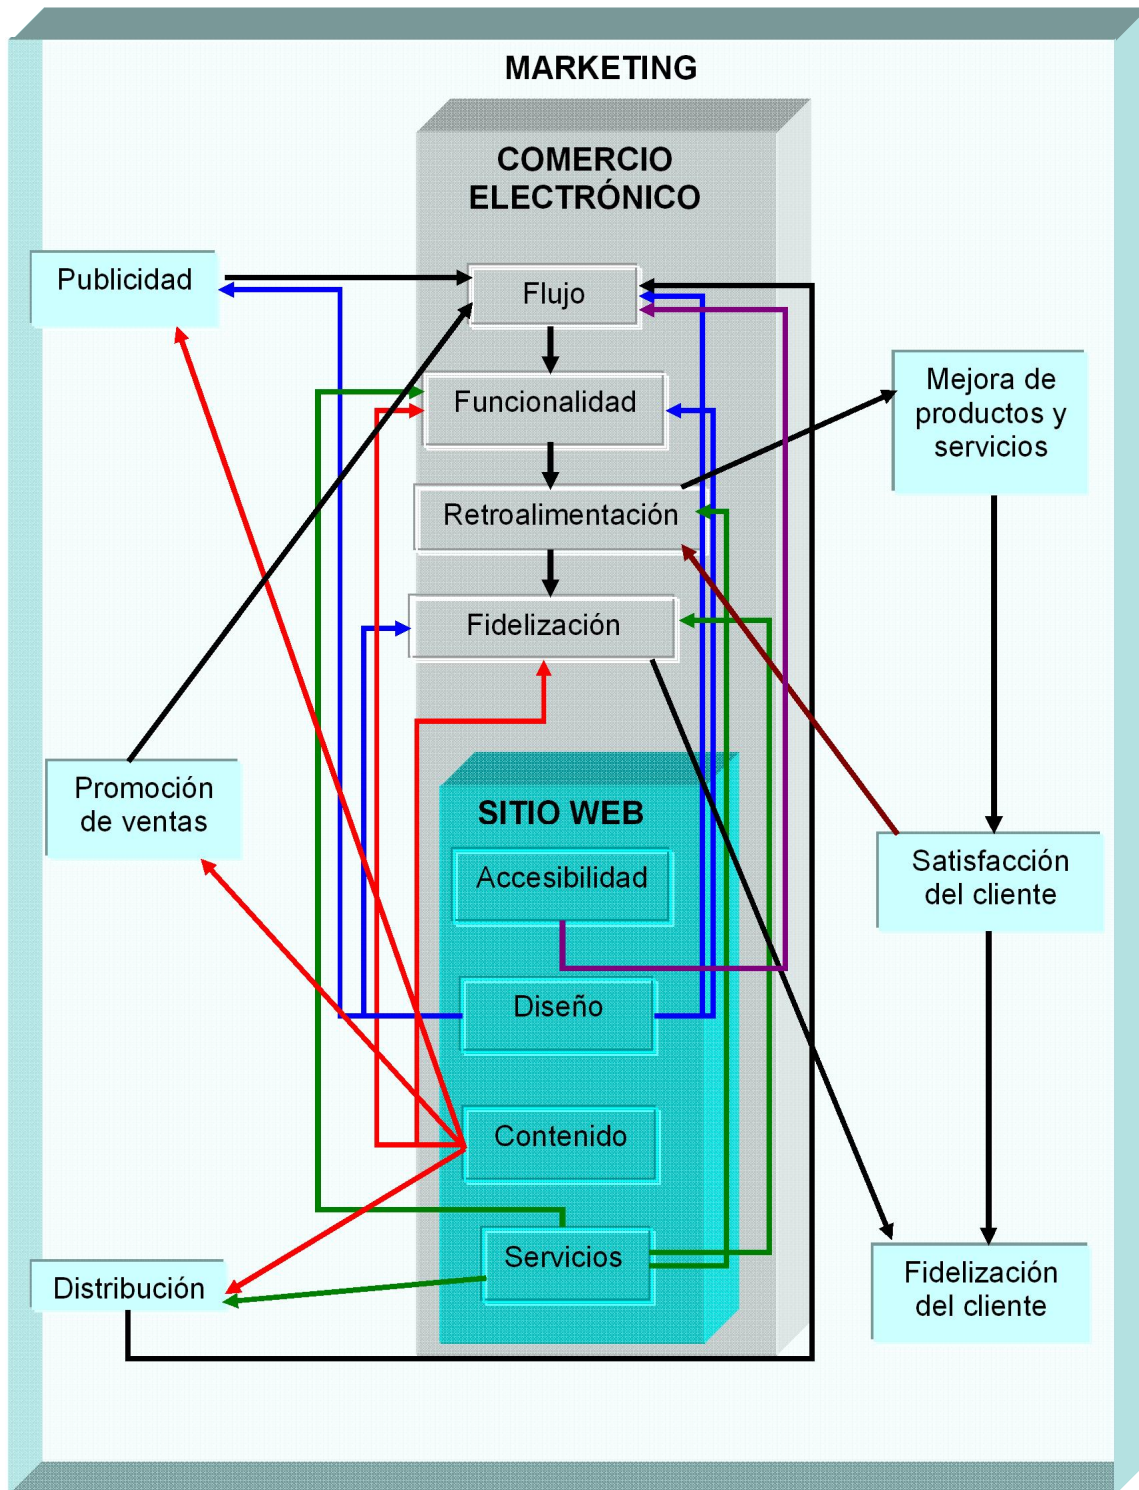 MARKETING
COMERCIO
ELECTRÓNICO
Publicidad
Flujo
Funcionalidad
Mejora de
productos y
servicios
Retroalimentación
Fidelización
Promoción
de ventas
SITIO WEB
Accesibilidad
Satisfacción
del cliente
Diseño
Contenido
Servicios
Distribución
Fidelización
del cliente